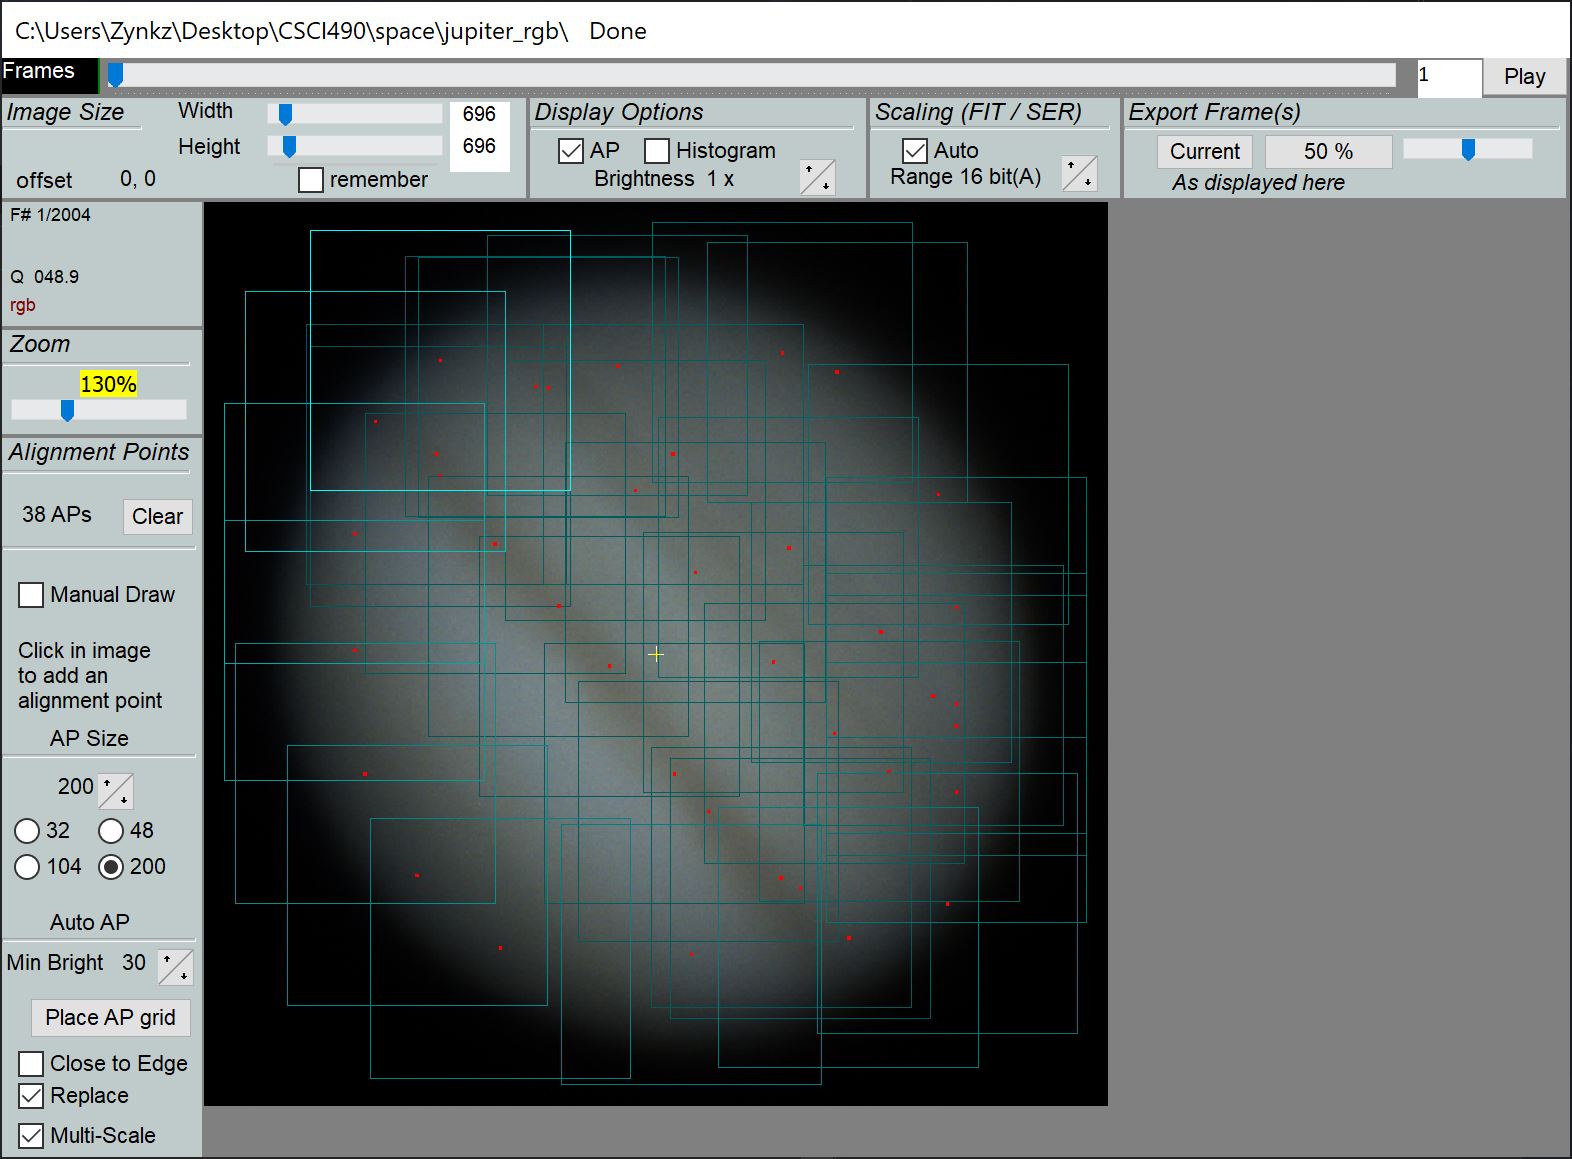 C:\Users\Zynkz\Desktop\CSCI490\space\jupiter_rgb\ Done
Frames
1
Play
Image Size
Width
696
Height
696
offset 0, 0
remember
Display Options
AP
Histogram
Brightness 1 x
Scaling (FIT / SER)
Auto
Range 16 bit(A)
Export Frame(s)
Current
50 %
As displayed here
F# 1/2004
Q 048.9
rgb
Zoom
130%
Alignment Points
38 APs
Clear
Manual Draw
Click in image
to add an
alignment point
AP Size
200
32
48
104
200
Auto AP
Min Bright 30
Place AP grid
Close to Edge
Replace
Multi-Scale